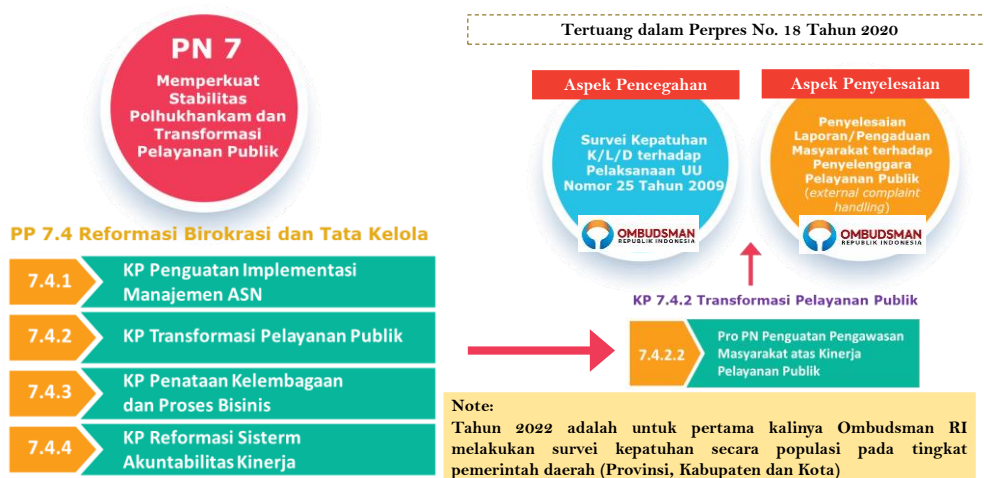 PN 7
Memperkuat
Stabilitas
Polhukhankam dan
Transformasi
Pelayanan Publik
PP 7.4 Reformasi Birokrasi dan Tata Kelola
7.4.1
KP Penguatan Implementasi
Manajemen ASN
7.4.2
KP Transformasi Pelayanan Publik
7.4.3
KP Penataan Kelembagaan
dan Proses Bisinis
7.4.4
KP Reformasi Sisterm
Akuntabilitas Kinerja
Tertuang dalam Perpres No. 18 Tahun 2020
Aspek Pencegahan
Survei Kepatuhan
K/L/D terhadap
Pelaksanaan UU
Nomor 25 Tahun 2009
OMBUDSMAN
REPUBLIK INDONESIA
Aspek Penyelesaian
Penyelesaian
Laporan/Pengaduan
Masyarakat terhadap
Penyelenggara
Pelayanan Publik
(external complaint
handling)
OMBUDSMAN
REPUBLIK INDONESIA
KP 7.4.2 Transformasi Pelayanan Publik
7.4.2.2
Pro PN Penguatan Pengawasan
Masyarakat atas Kinerja
Pelayanan Publik
Note:
Tahun 2022 adalah untuk pertama kalinya Ombudsman RI
melakukan survei kepatuhan secara populasi pada tingkat
pemerintah daerah (Provinsi, Kabupaten dan Kota)